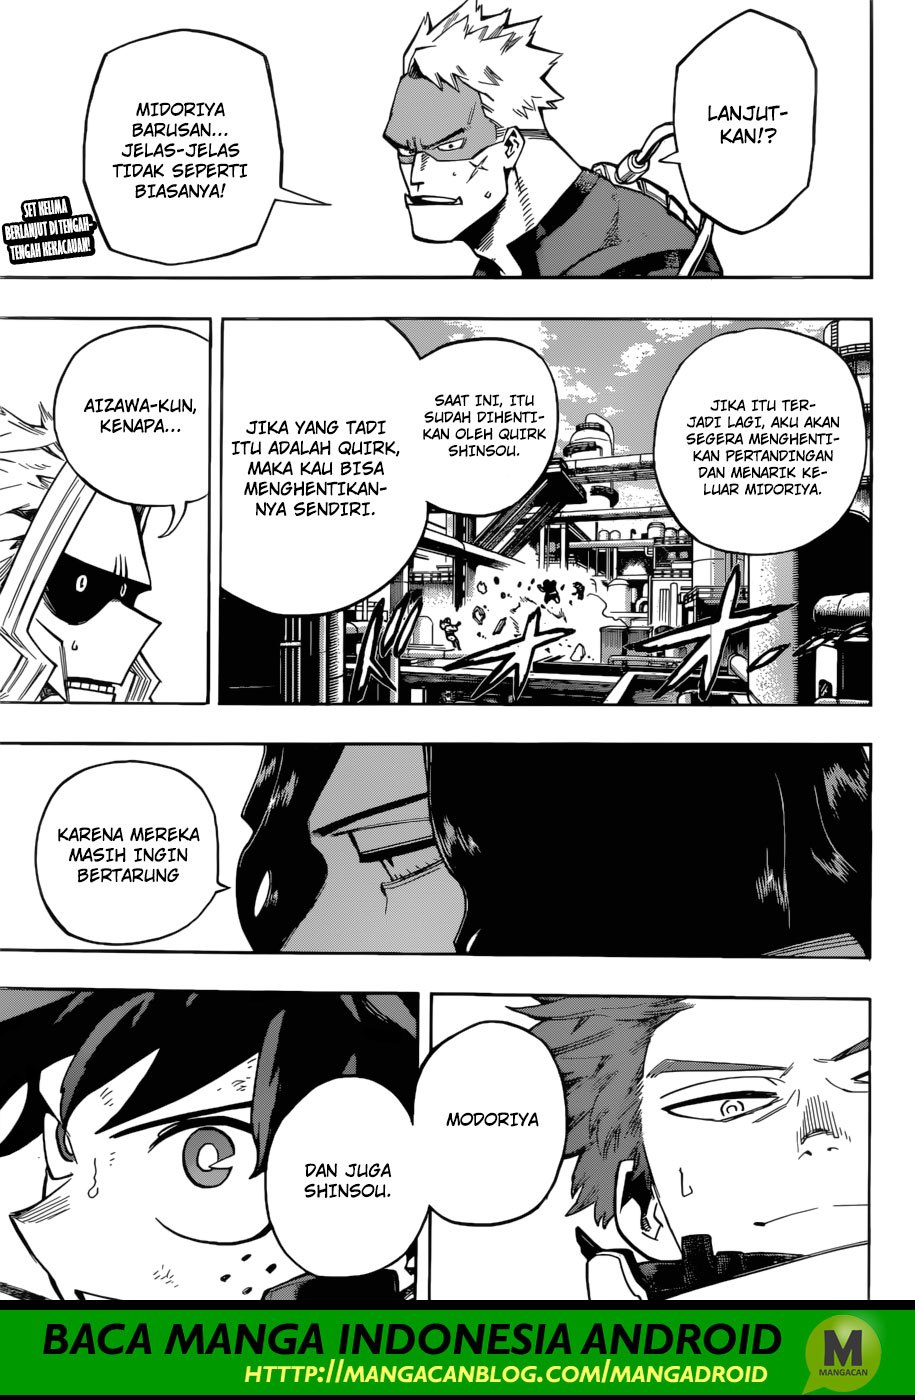 LANJUT-
KAN!?
MIDORIYA
BARUSAN...
JELAS-JELAS
TIDAK SEPERTI
BIASANYA!
SET KELIMA
BERLANJUT DI TENGAH-
TENGAH KEKACAUAN!
JIKA ITU TER-
JADI LAGI, AKU AKAN
SEGERA MENGHENTI-
KAN PERTANDINGAN
DAN MENARIK KE-
LUAR MIDORIYA.
SAAT INI, ITU
SUDAH DIHENTI-
KAN OLEH QUIRK
SHINSOU.
JIKA YANG TADI
ITU ADALAH QUIRK,
MAKA KAU BISA
MENGHENTIKAN-
NYA SENDIRI.
AIZAWA-KUN,
KENAPA...
KARENA MEREKA
MASIH INGIN
BERTARUNG
MODORIYA
DAN JUGA
SHINSOU.
BACA MANGA INDONESIA ANDROID
HTTTP://MANGACANBLOG.COM/MANGADROID
M
MANGACAN